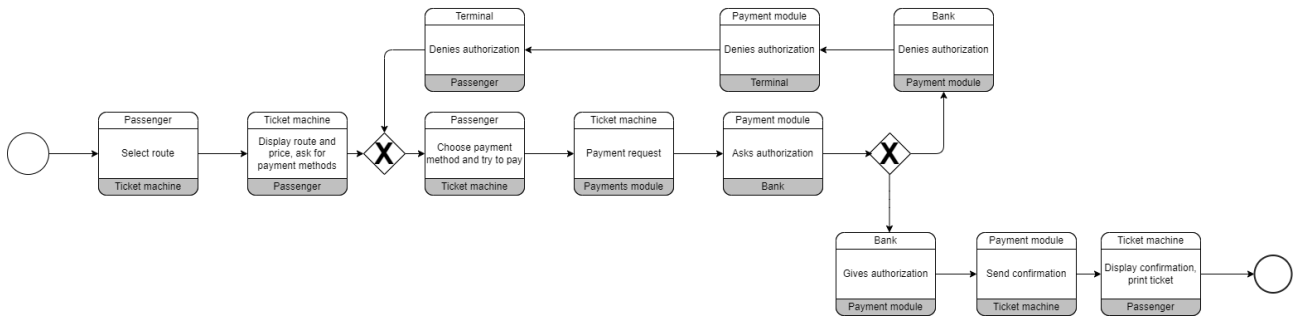 Terminal
Denies authorization
Passenger
Payment module
Denies authorization
Terminal
Bank
Denies authorization
Payment module
Passenger
Select route
Ticket machine
Ticket machine
Display route and
price, ask for
payment methods
Passenger
X
Passenger
Choose payment
method and try to pay
Ticket machine
Ticket machine
Payment request
Payments module
Payment module
Asks authorization
Bank
X
Bank
Gives authorization
Payment module
Payment module
Send confirmation
Ticket machine
Ticket machine
Display confirmation,
print ticket
Passenger